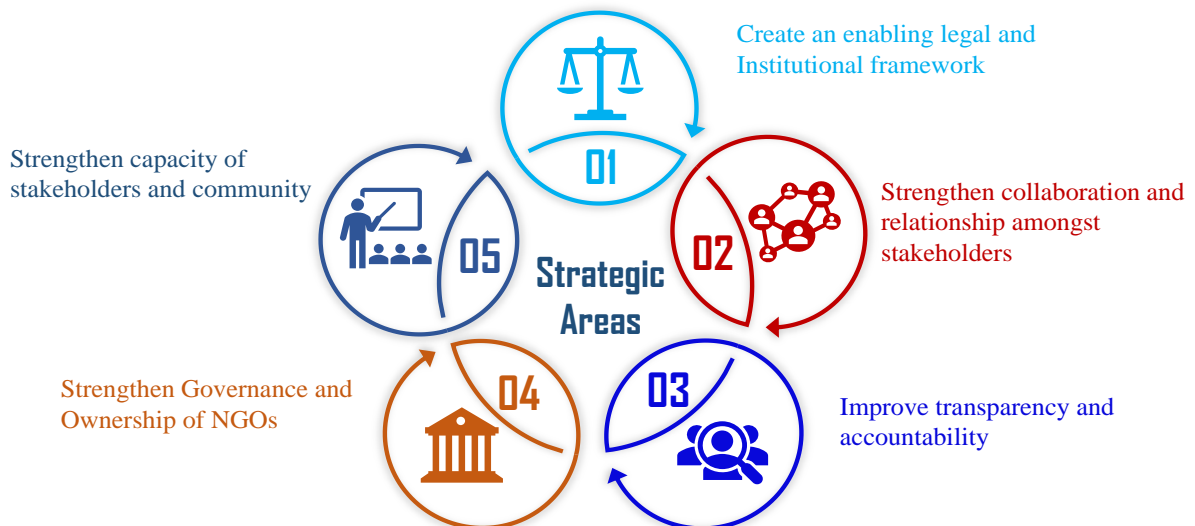 Create an enabling legal and
Institutional framework
01
Strengthen collaboration and
relationship amongst
stakeholders
02
Improve transparency and
accountability
03
Strengthen Governance and
Ownership of NGOs
04
Strengthen capacity of
stakeholders and community
05
Strategic
Areas